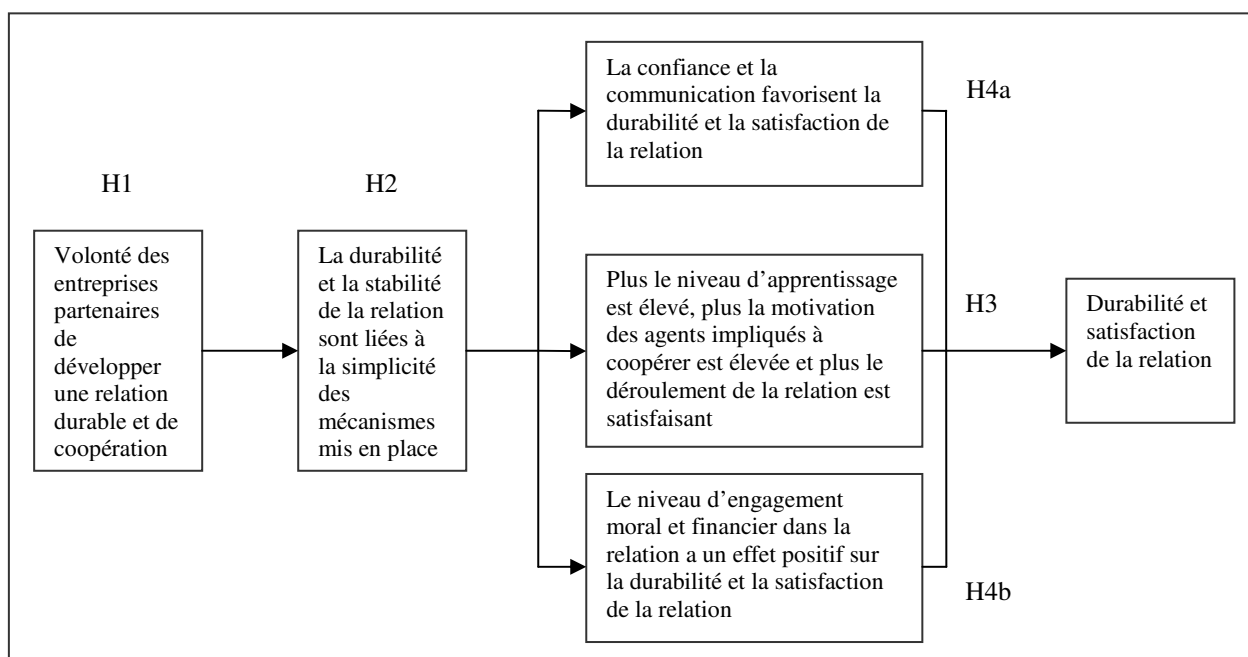 H1
Volonté des
entreprises
partenaires
de
développer
une relation
durable et de
coopération
H2
La durabilité
et la stabilité
de la relation
sont liées à
la simplicité
des
mécanismes
mis en place
La confiance et la
communication favorisent la
durabilité et la satisfaction de
la relation
H4a
Plus le niveau d’apprentissage
est élevé, plus la motivation
des agents impliqués à
coopérer est élevée et plus le
déroulement de la relation est
satisfaisant
H3
Le niveau d’engagement
moral et financier dans la
relation a un effet positif sur
la durabilité et la satisfaction
de la relation
H4b
Durabilité et
satisfaction
de la relation